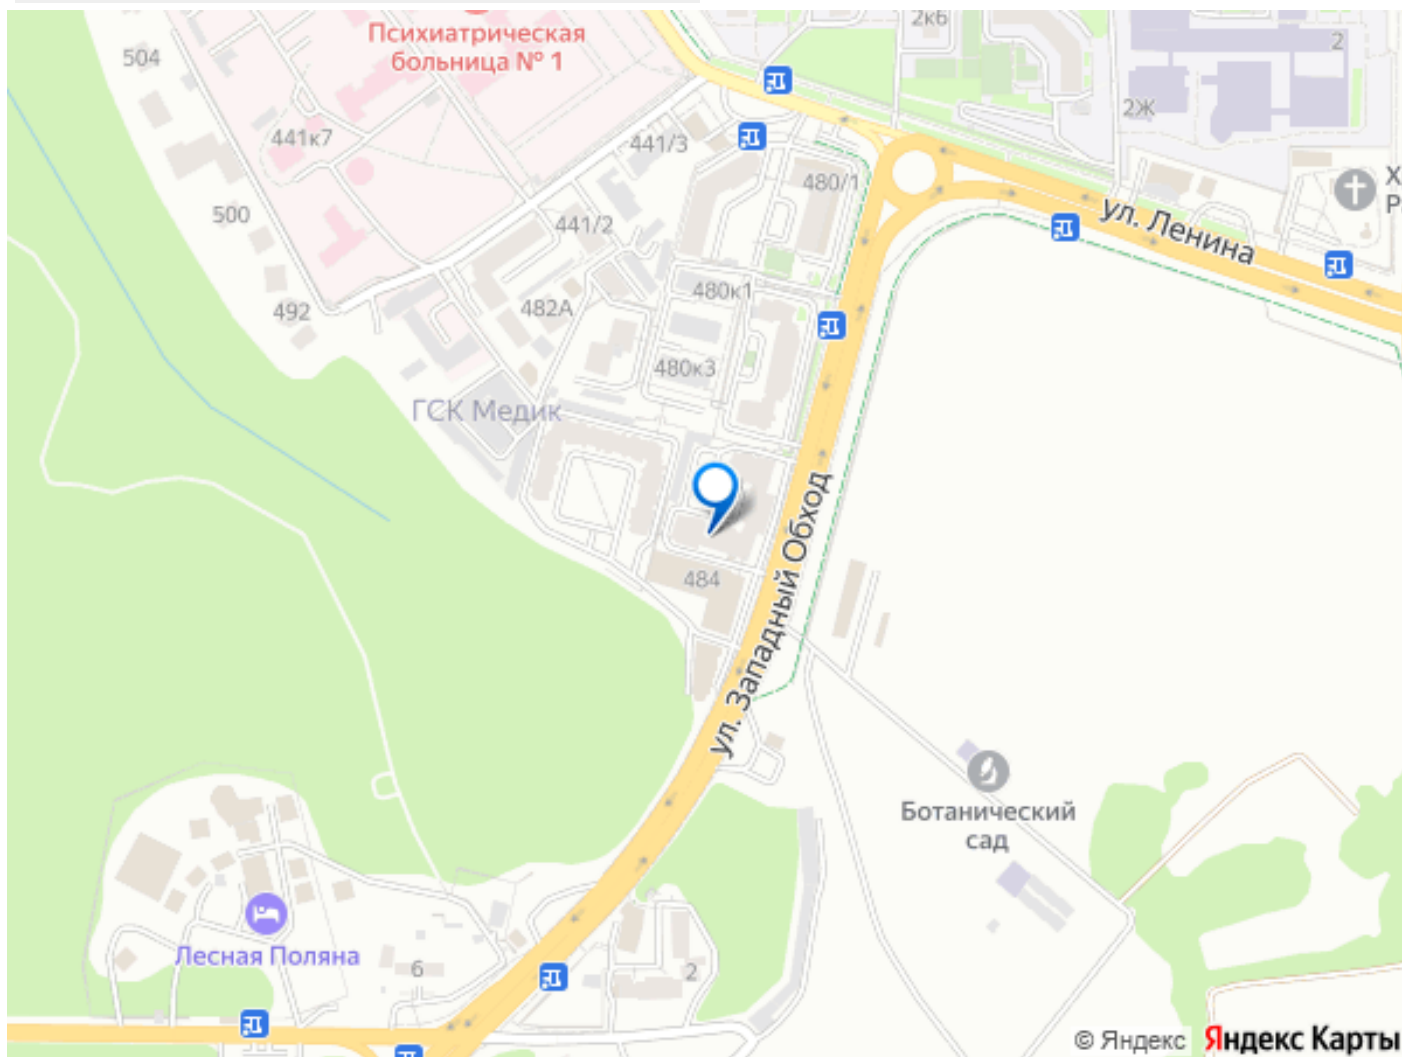 2к6
Психиатрическая
больница № 1
504
2
2Ж
441к7
441/3
480/1
Х
Р
500
441/2
ул. Ленина
480к1
492
482А
480к3
ГСК Медик
484
ул. Западный Обход
Ботанический
сад
Лесная Поляна
6
2
© Яндекс Яндекс Карты